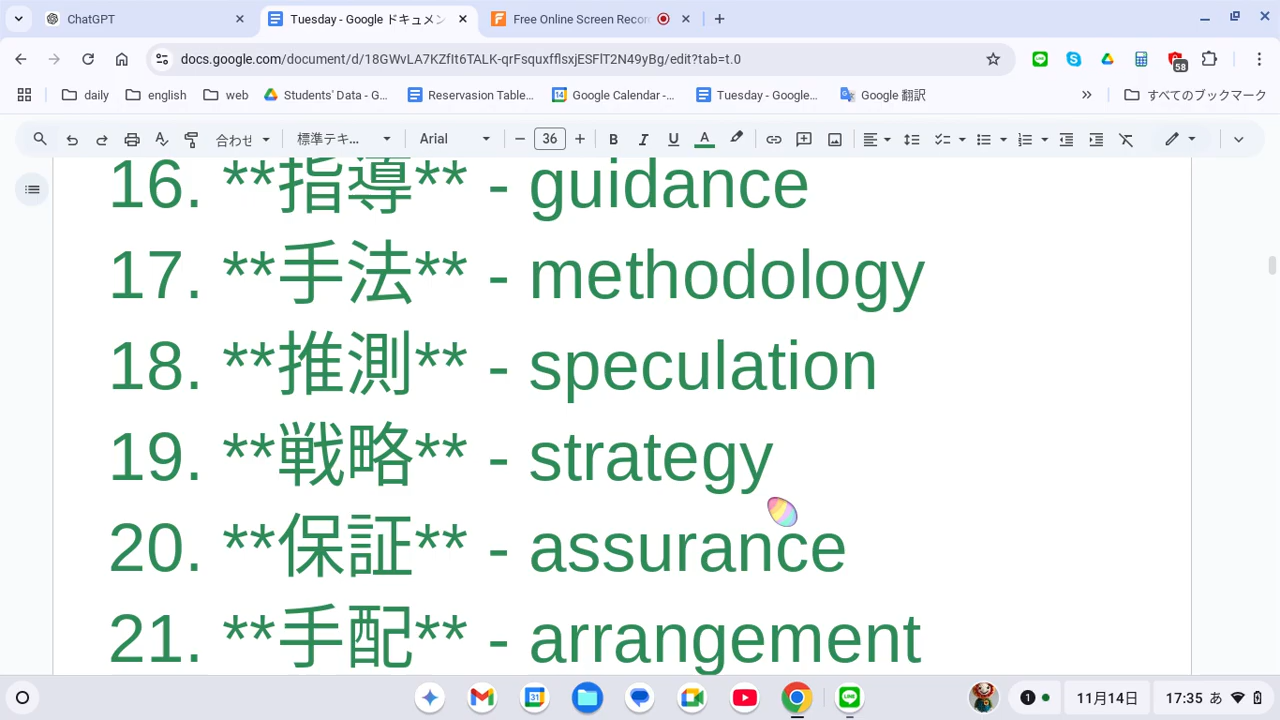 ChatGPT
Tuesday - Google ドキュメン
Free Online Screen Recor
docs.google.com/document/d/
edit?tab=t.0
58
daily
english
web
Students' Data - G...
Reservasion Table...
Google Calendar -...
Tuesday - Google...
Google 翻訳
すべてのブックマーク
合わせ
標準テキ...
Arial
36
16. **指導** - guidance
17. **手法** - methodology
18. **推測** - speculation
19. **戦略** - strategy
20. **保証** - assurance
21. **手配** - arrangement
1
11月14日
17:35 あ